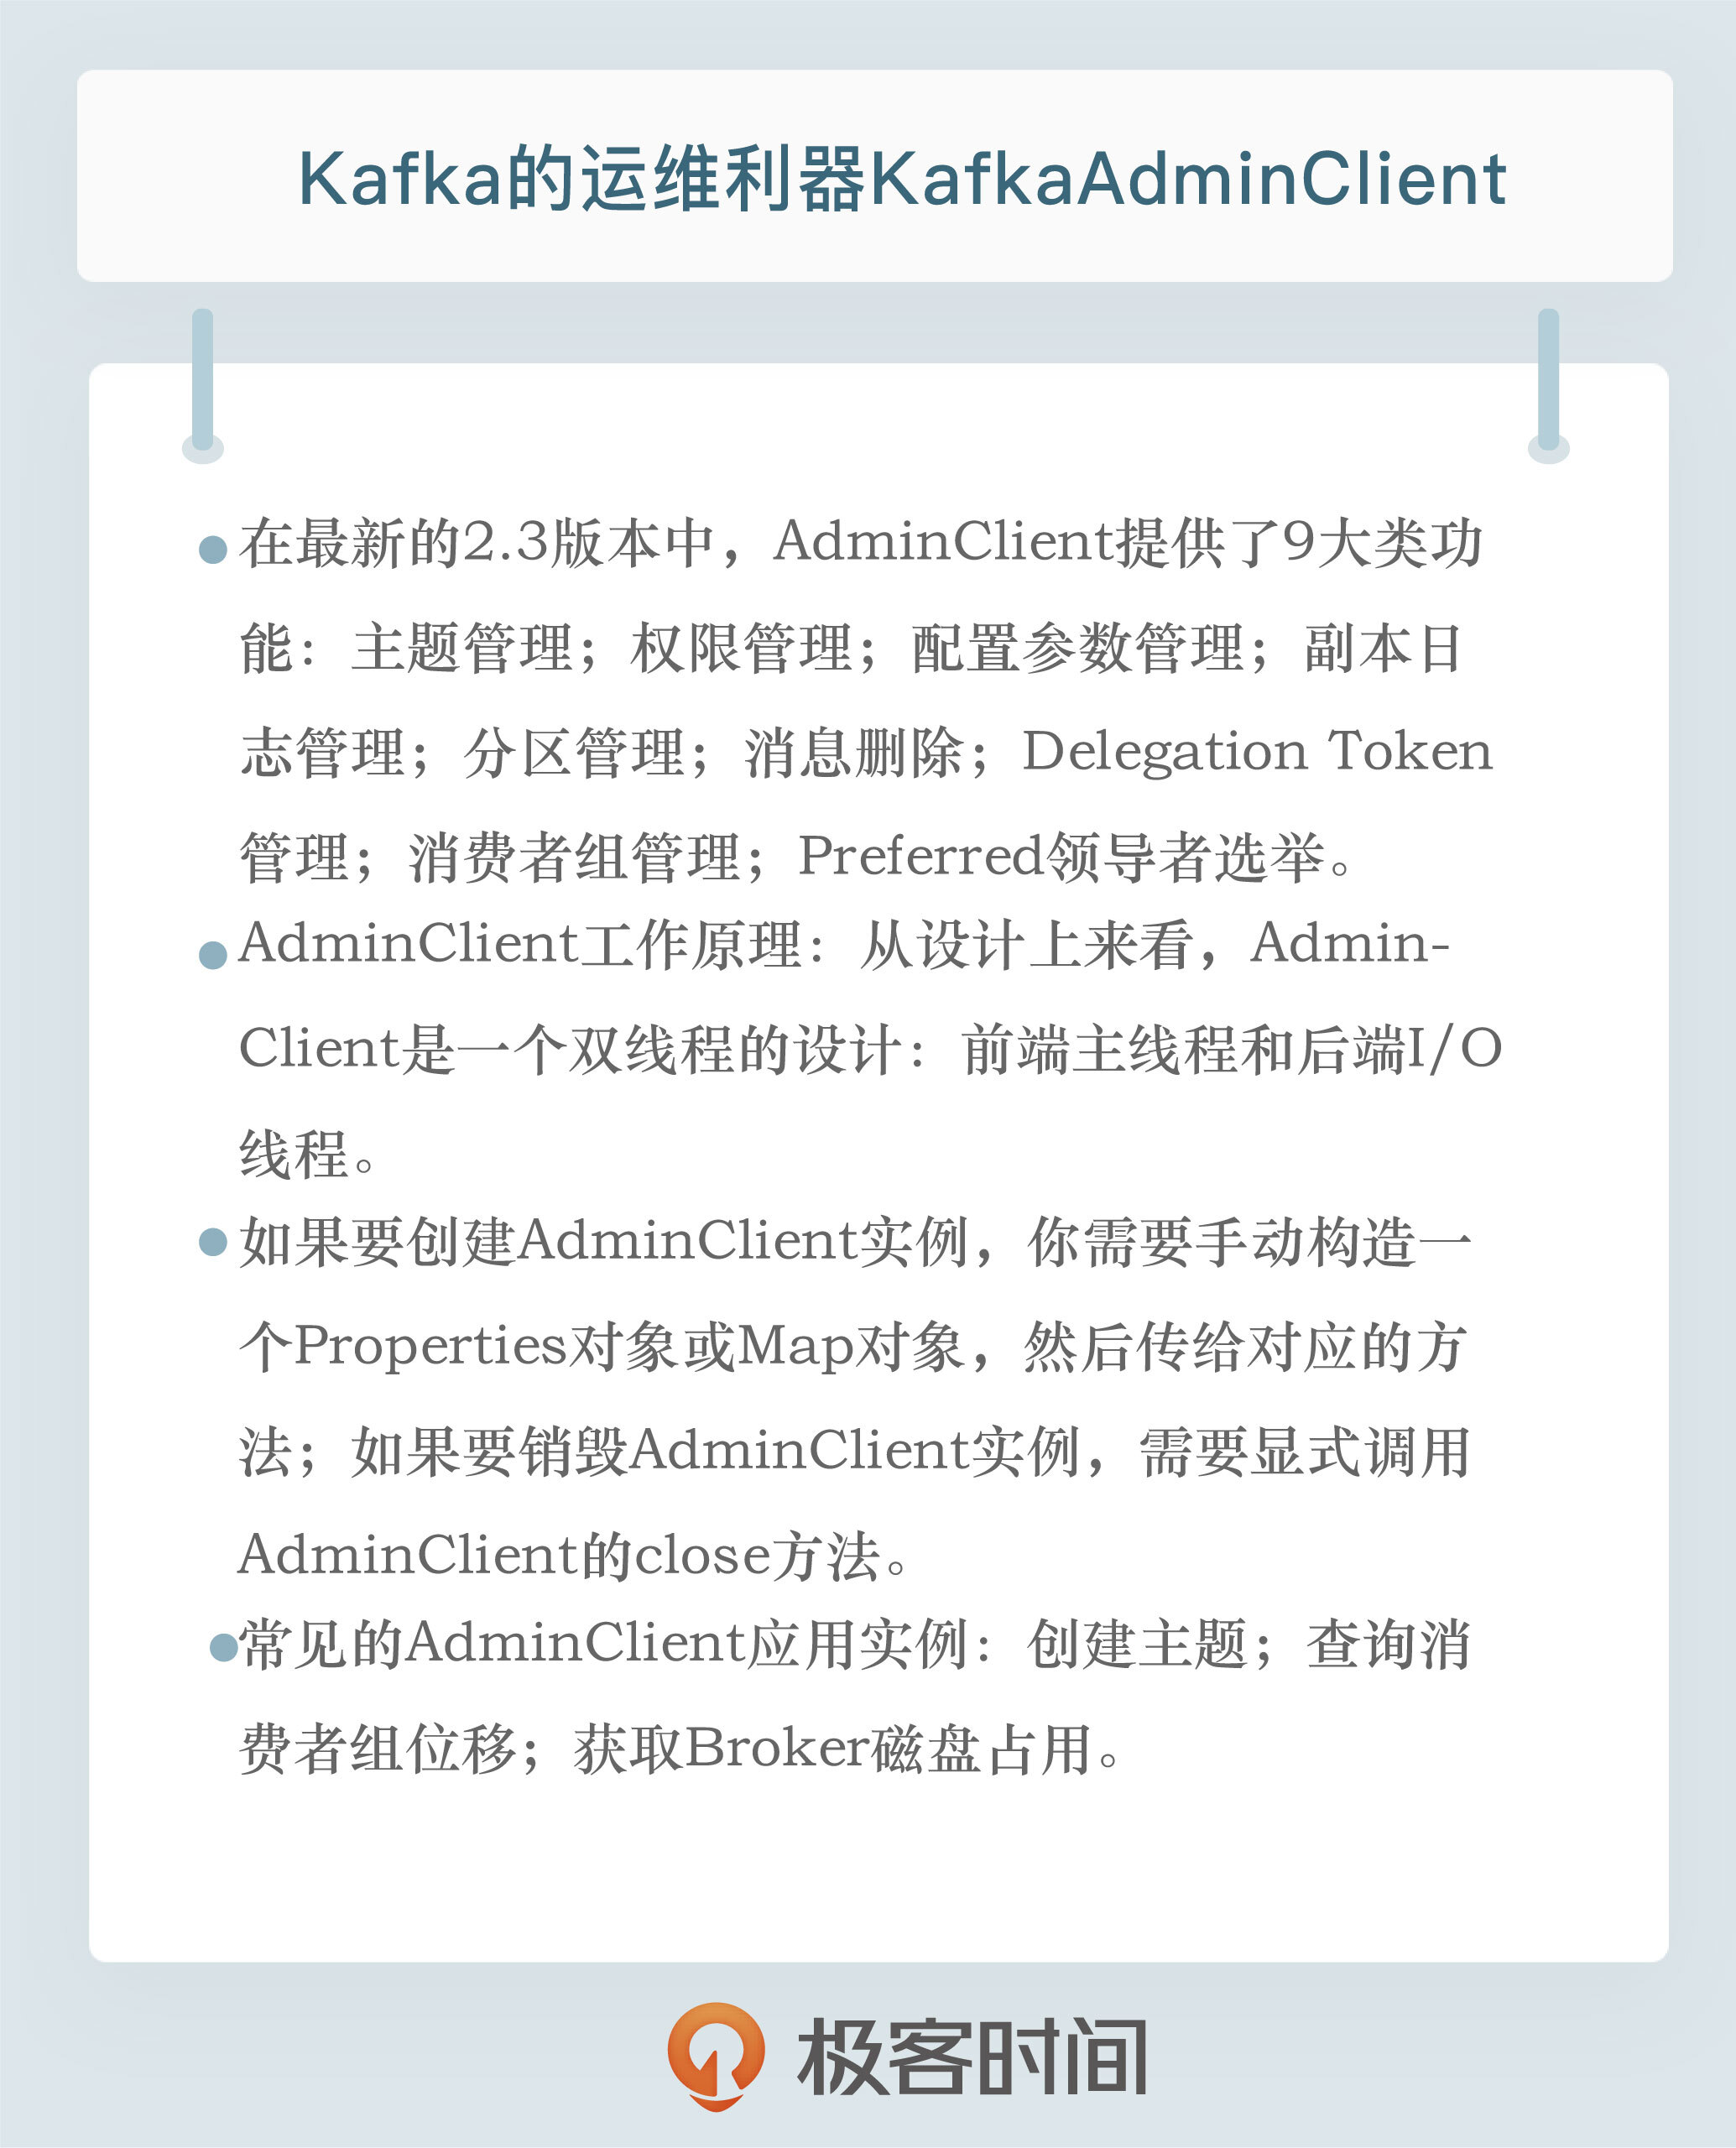 Kafka的运维利器KafkaAdminClient
在最新的2.3版本中，AdminClient提供了9大类功
能：主题管理；权限管理；配置参数管理；副本日
志管理；分区管理；消息删除；Delegation Token
管理；消费者组管理；Preferred领导者选举。
AdminClient工作原理：从设计上来看，Admin-
Client是一个双线程的设计：前端主线程和后端I/O
线程。
如果要创建AdminClient实例，你需要手动构造一
个Properties对象或Map对象，然后传给对应的方
法；如果要销毁AdminClient实例，需要显式调用
AdminClient的close方法。
常见的AdminClient应用实例：创建主题；查询消
费者组位移；获取Broker磁盘占用。
极客时间